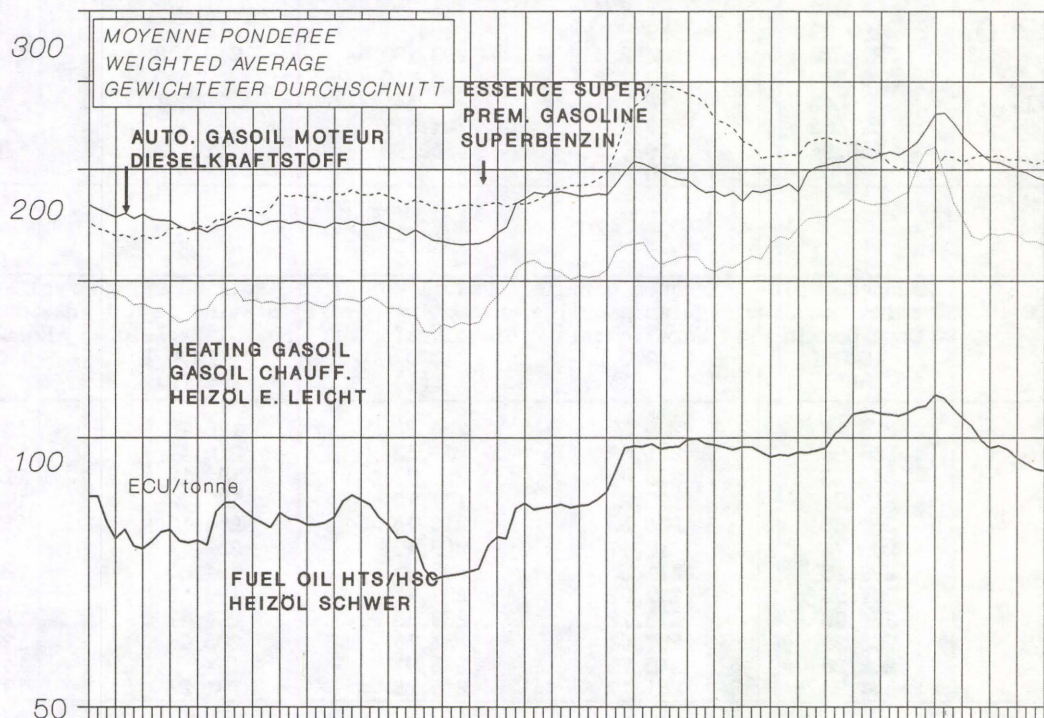 300
MOYENNE PONDEREE
WEIGHTED AVERAGE
GEWICHTETER DURCHSCHNITT
ESSENCE SUPER
PREM. GASOLINE
SUPERBENZIN
AUTO. GASOIL MOTEUR
DIESELKRAFTSTOFF
200
HEATING GASOIL
GASOIL CHAUFF.
HEIZÖL E. LEICHT
100
ECU/tonne
FUEL OIL HTS/HSC
HEIZÖL SCHWER
50